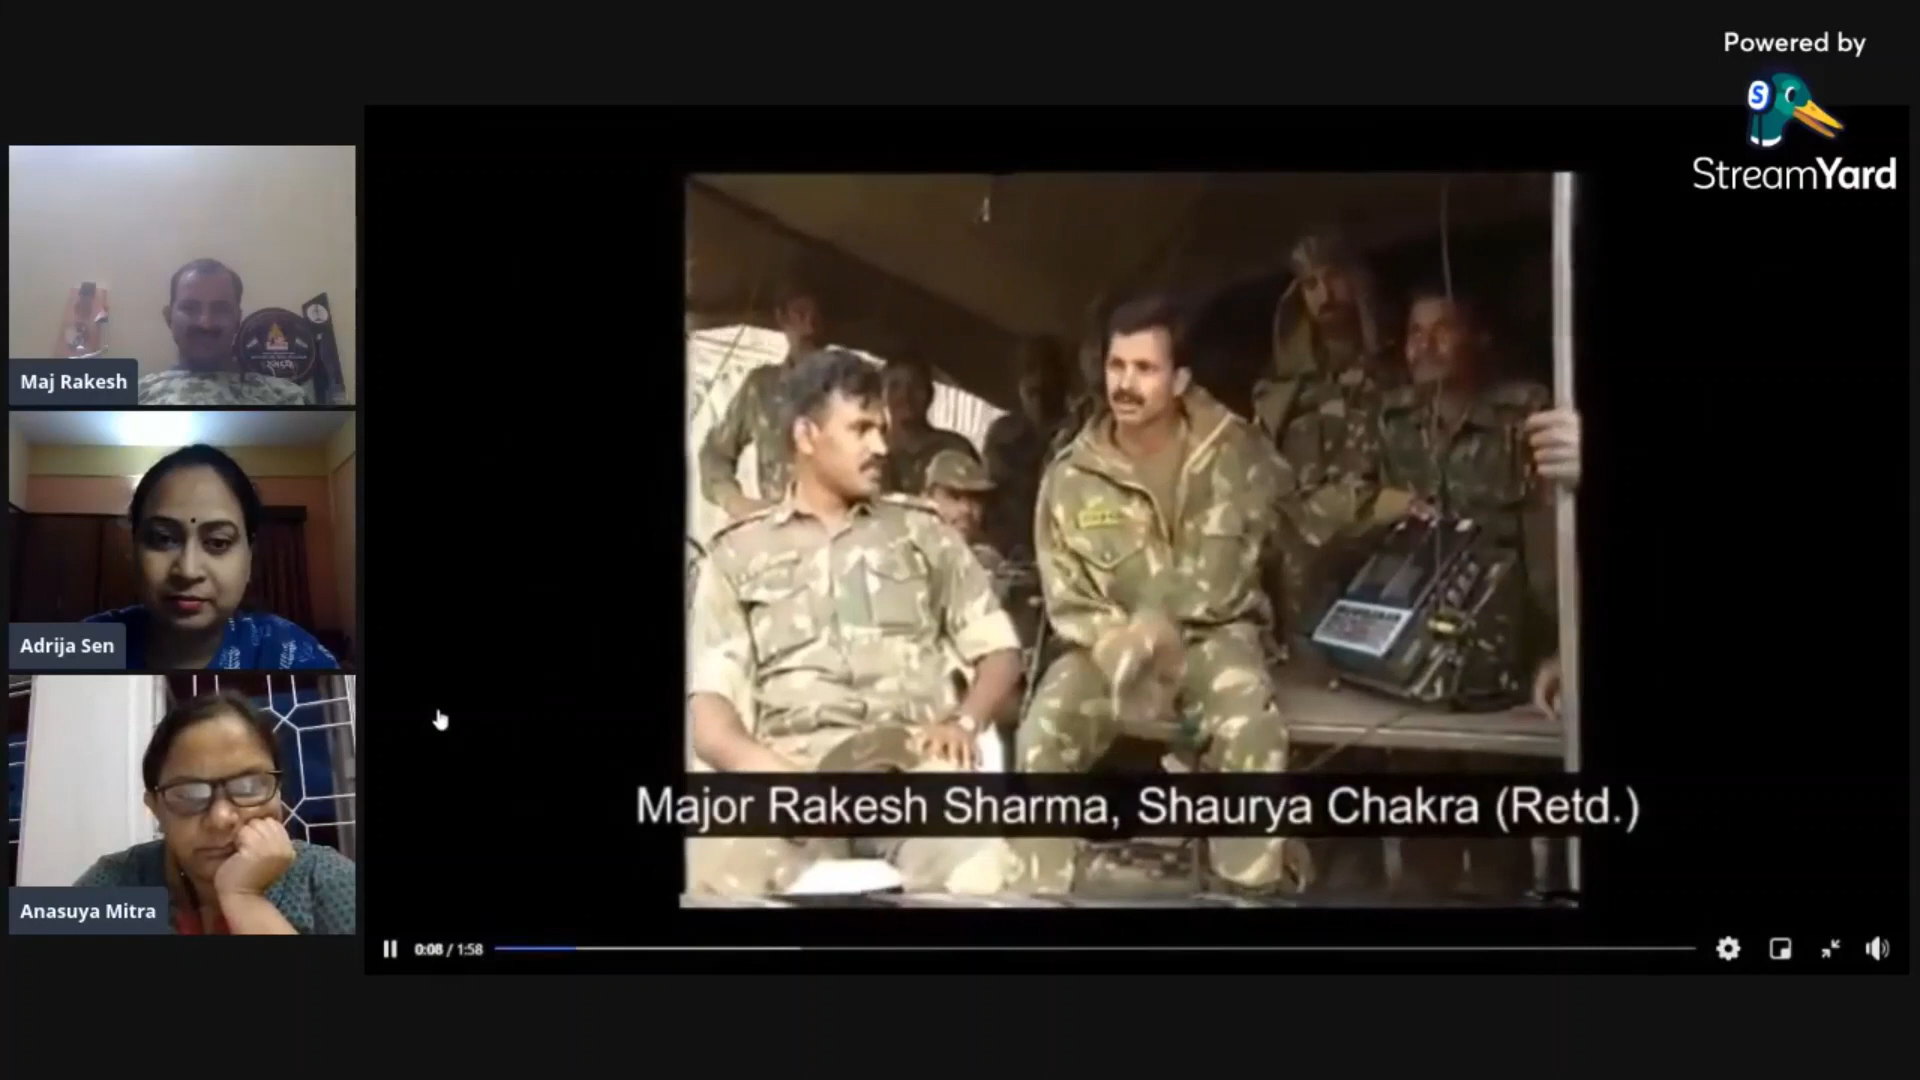 Powered by
S
StreamYard
Maj Rakesh
Adrija Sen
Anasuya Mitra
Major Rakesh Sharma, Shaurya Chakra (Retd.)
0:08 / 1:58